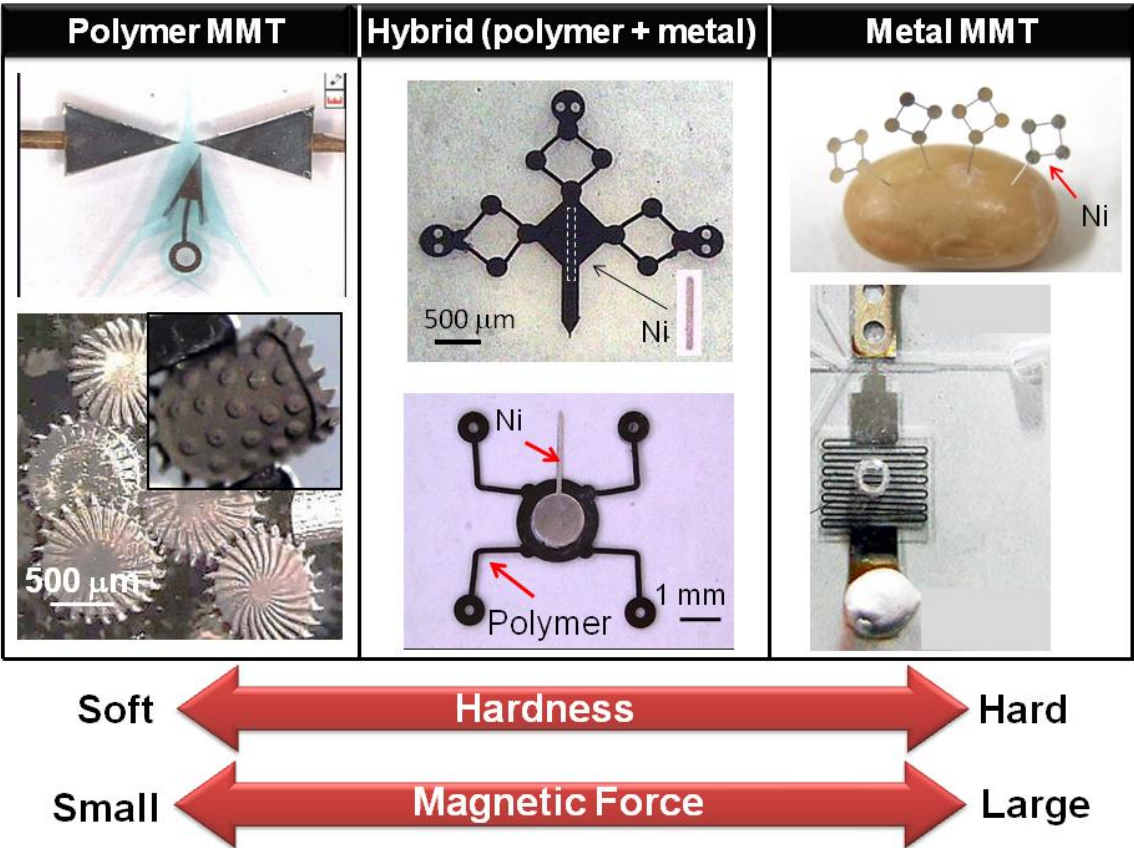 Polymer MMT
Hybrid (polymer + metal)
Metal MMT
500 μm
Ni
Ni
500 μm
Ni
Polymer
1 mm
Soft
Hardness
Hard
Small
Magnetic Force
Large